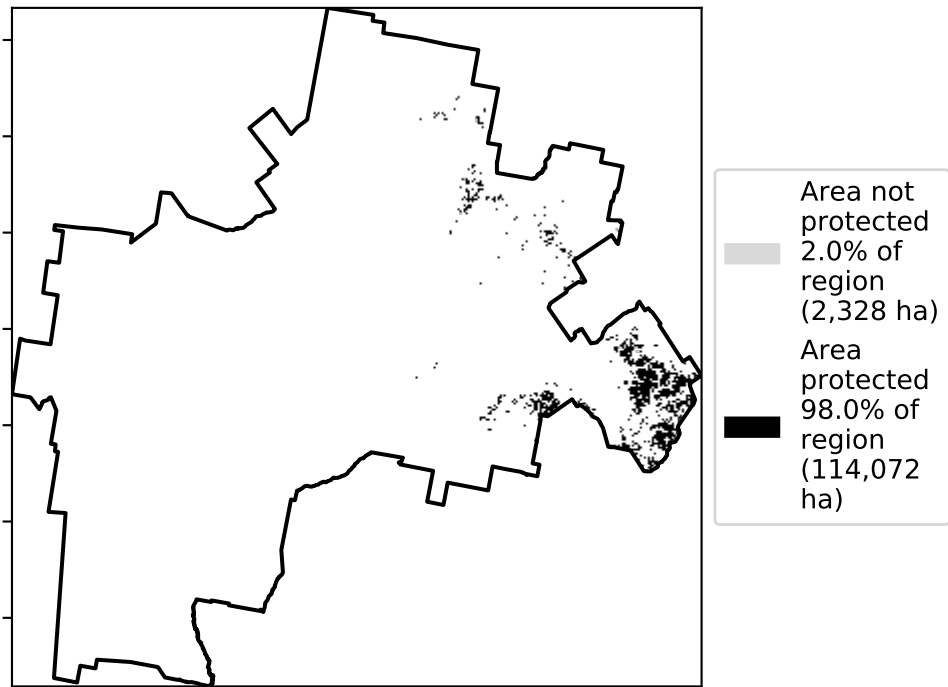 Area not
protected
2.0% of
region
(2,328 ha)
Area
protected
98.0% of
region
(114,072
ha)